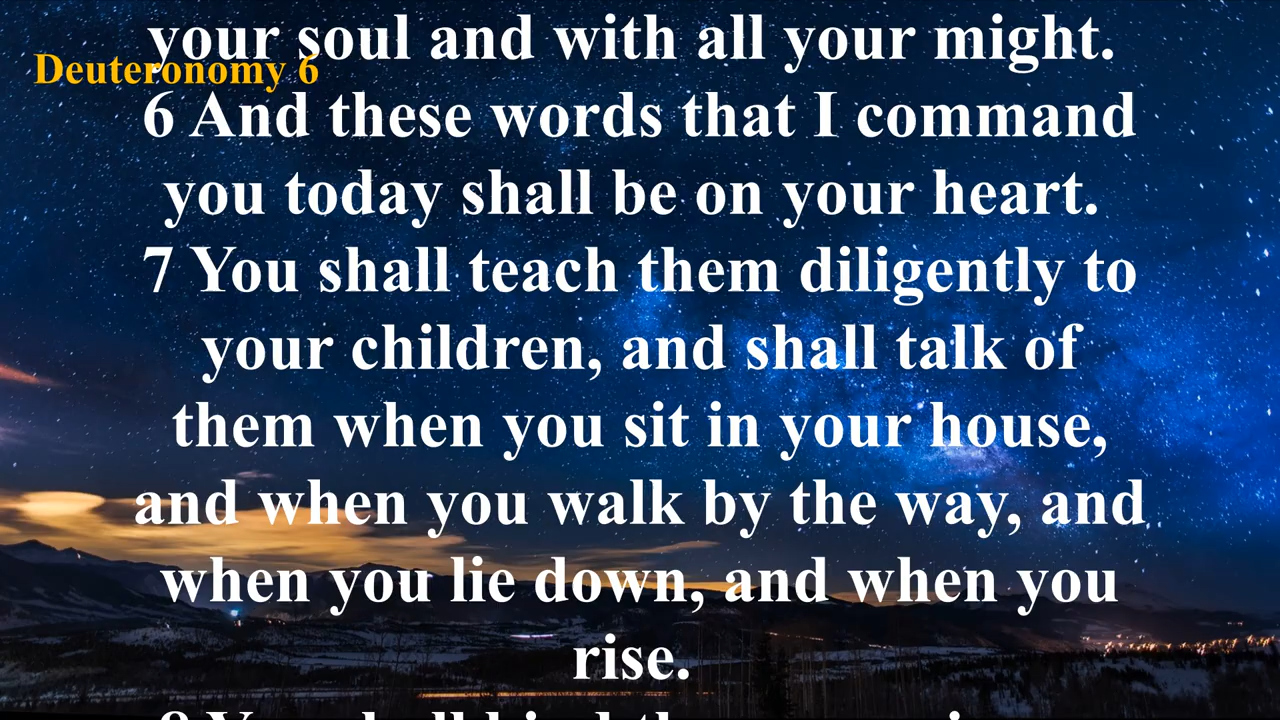 your soul and with all your might.
Deuteronomy 6
6 And these words that I command
you today shall be on your heart.
7 You shall teach them diligently to
your children, and shall talk of
them when you sit in your house,
and when you walk by the way, and
when you lie down, and when you
rise.